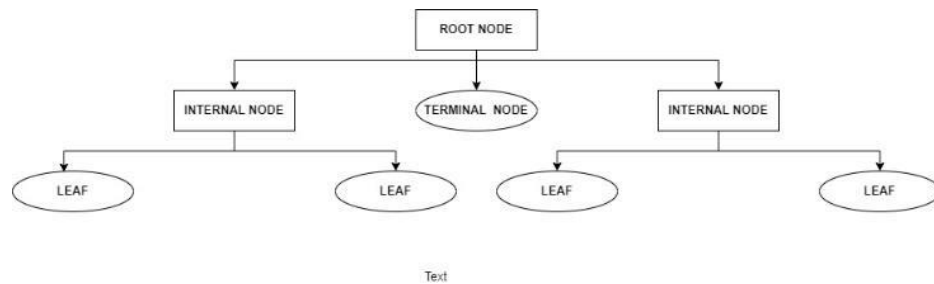 ROOT NODE
INTERNAL NODE
TERMINAL NODE
INTERNAL NODE
LEAF
LEAF
LEAF
LEAF
Text